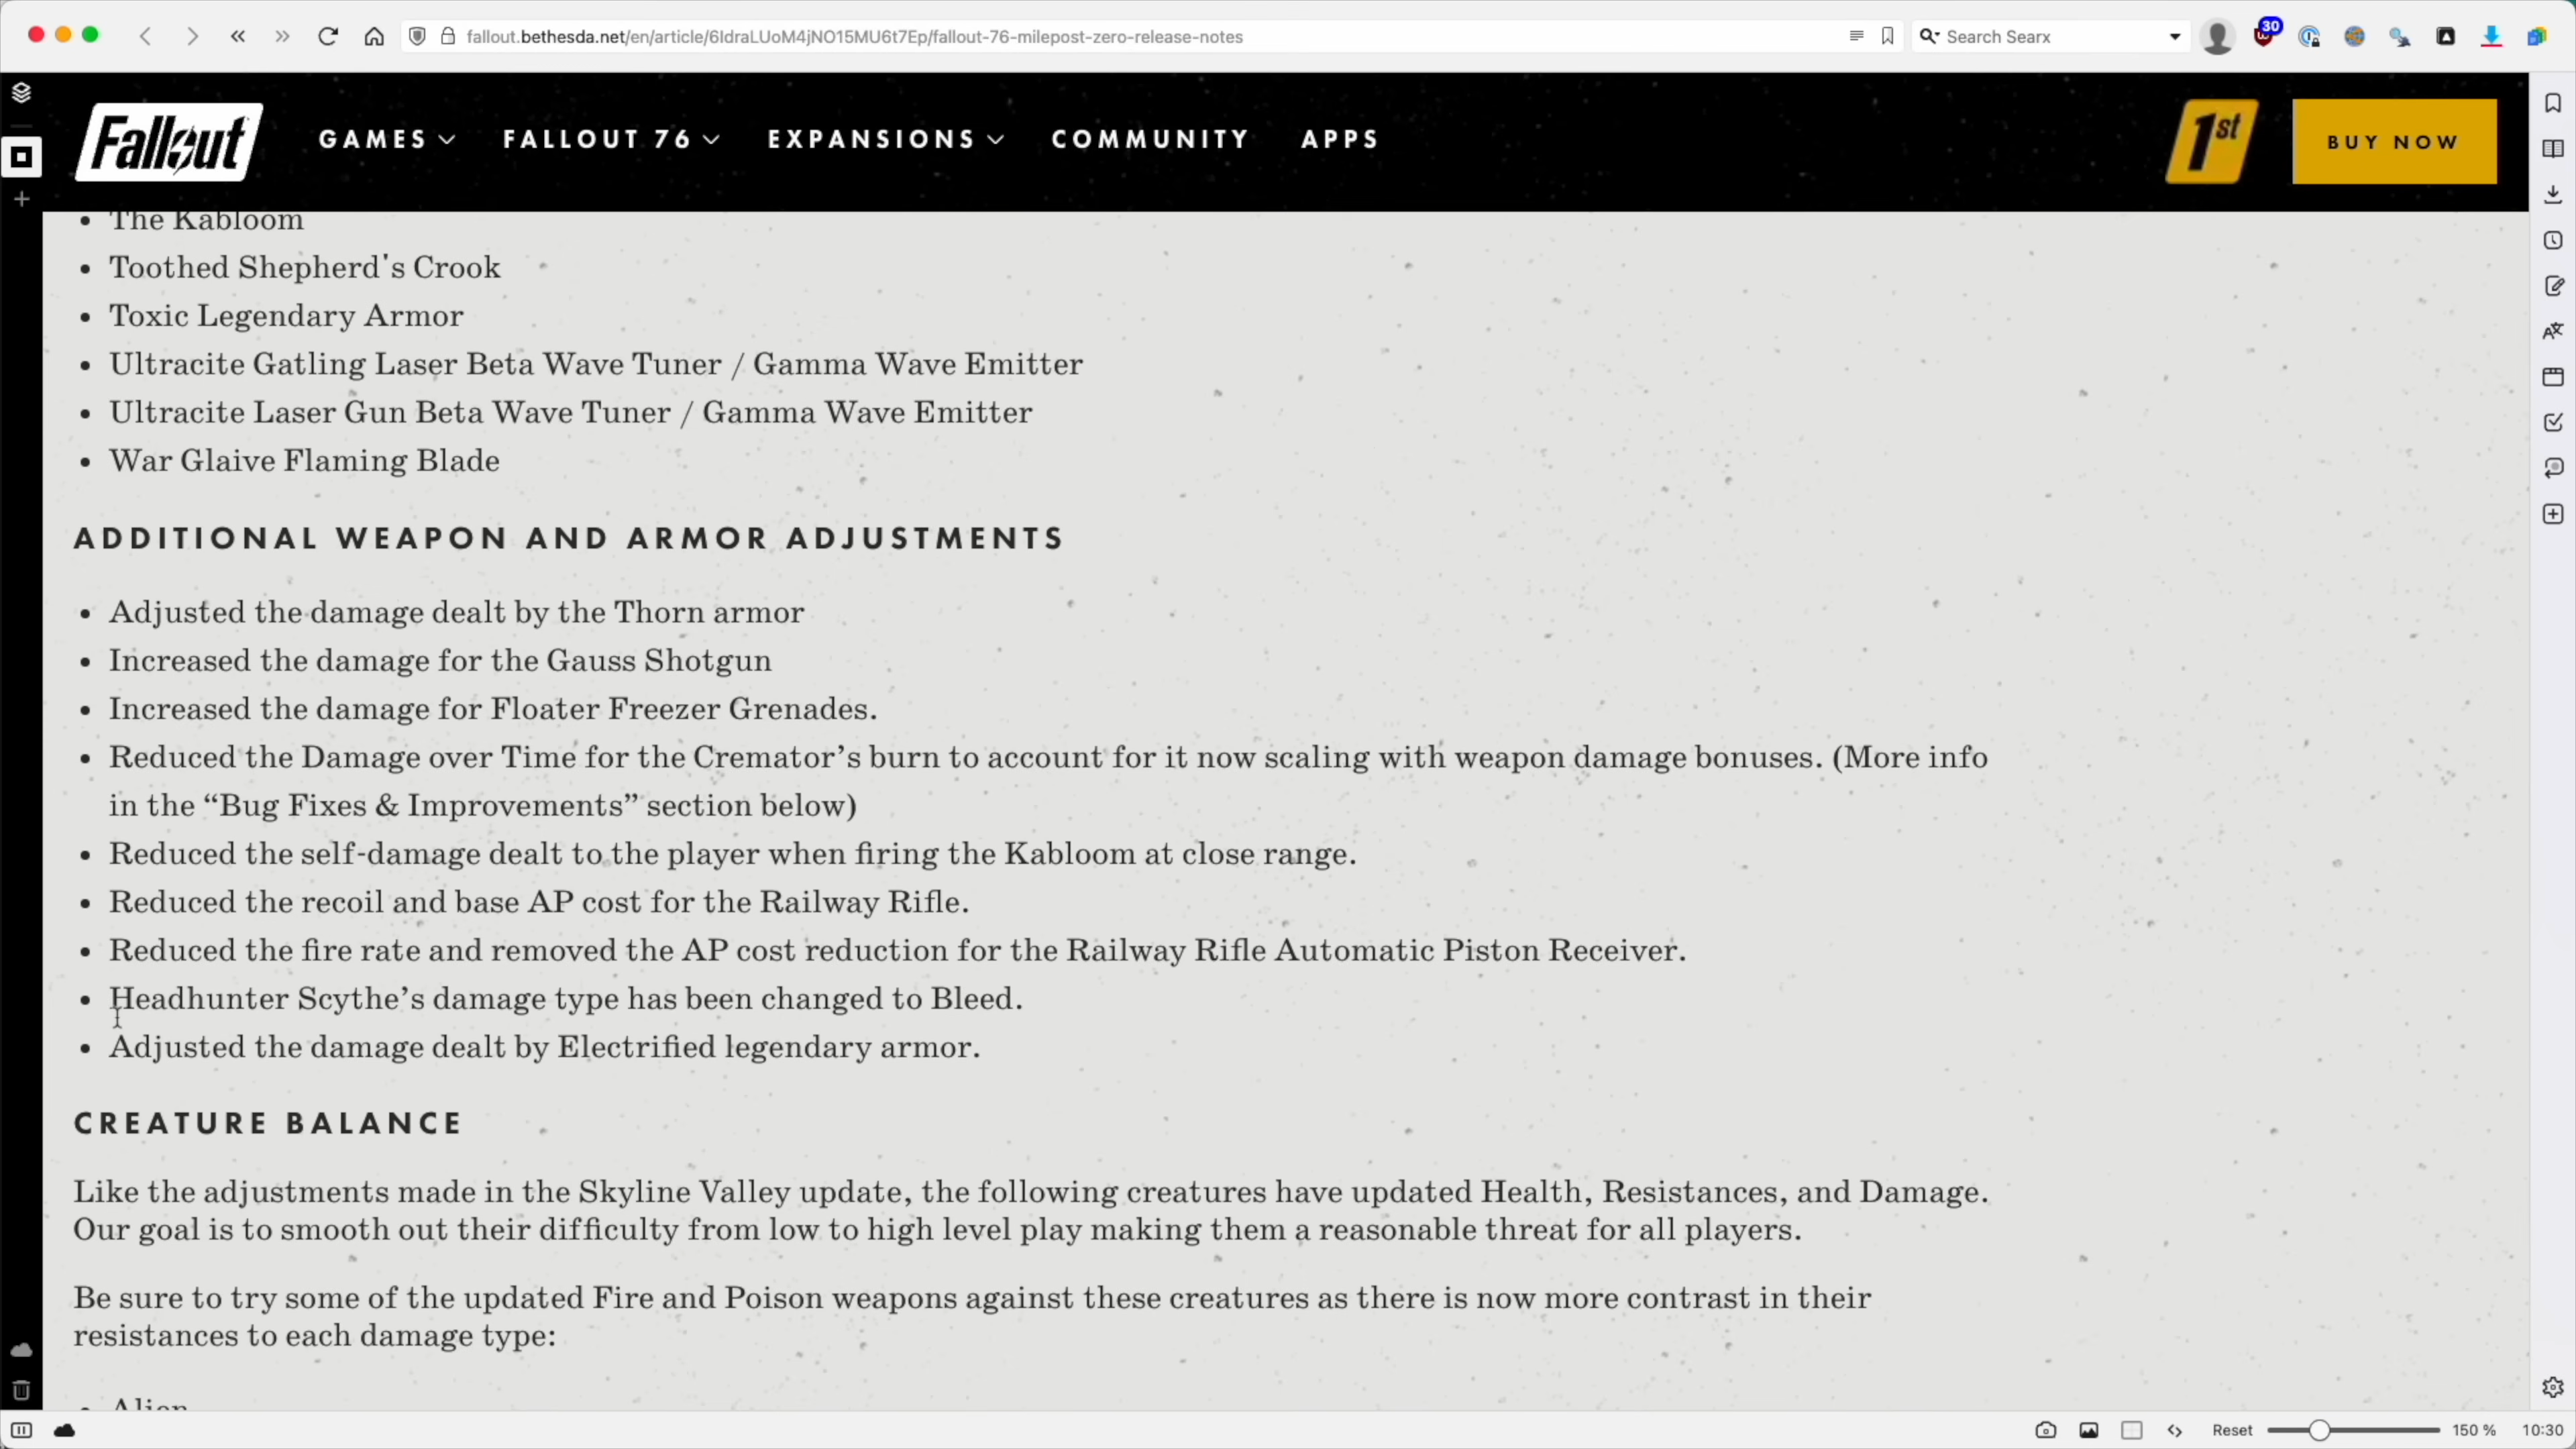 fallout.bethesda.net/en/article/6IdraLUoM4jNO15MU6t7Ep/fallout-76-milepost-zero-release-notes
Search Searx
30
Fallout
GAMES
FALLOUT 76
EXPANSIONS
COMMUNITY
APPS
1st
BUY NOW
• The Kabloom
• Toothed Shepherd's Crook
• Toxic Legendary Armor
• Ultracite Gatling Laser Beta Wave Tuner / Gamma Wave Emitter
• Ultracite Laser Gun Beta Wave Tuner / Gamma Wave Emitter
• War Glaive Flaming Blade
ADDITIONAL WEAPON AND ARMOR ADJUSTMENTS
• Adjusted the damage dealt by the Thorn armor
• Increased the damage for the Gauss Shotgun
• Increased the damage for Floater Freezer Grenades.
• Reduced the Damage over Time for the Cremator’s burn to account for it now scaling with weapon damage bonuses. (More info
in the “Bug Fixes & Improvements” section below)
• Reduced the self-damage dealt to the player when firing the Kabloom at close range.
• Reduced the recoil and base AP cost for the Railway Rifle.
• Reduced the fire rate and removed the AP cost reduction for the Railway Rifle Automatic Piston Receiver.
• Headhunter Scythe’s damage type has been changed to Bleed.
• Adjusted the damage dealt by Electrified legendary armor.
CREATURE BALANCE
Like the adjustments made in the Skyline Valley update, the following creatures have updated Health, Resistances, and Damage.
Our goal is to smooth out their difficulty from low to high level play making them a reasonable threat for all players.
Be sure to try some of the updated Fire and Poison weapons against these creatures as there is now more contrast in their
resistances to each damage type:
• Alien
Reset
150 %
10:30